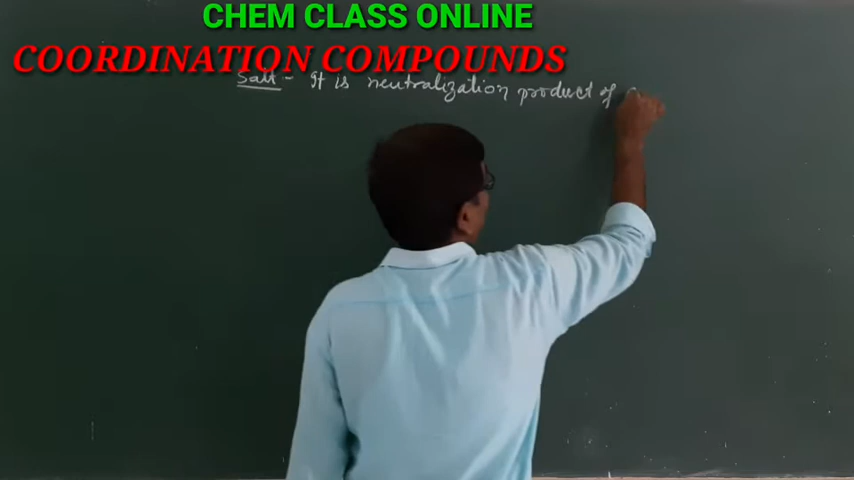 CHEM CLASS ONLINE
COORDINATION COMPOUNDS
Salt - It is neutralization product of